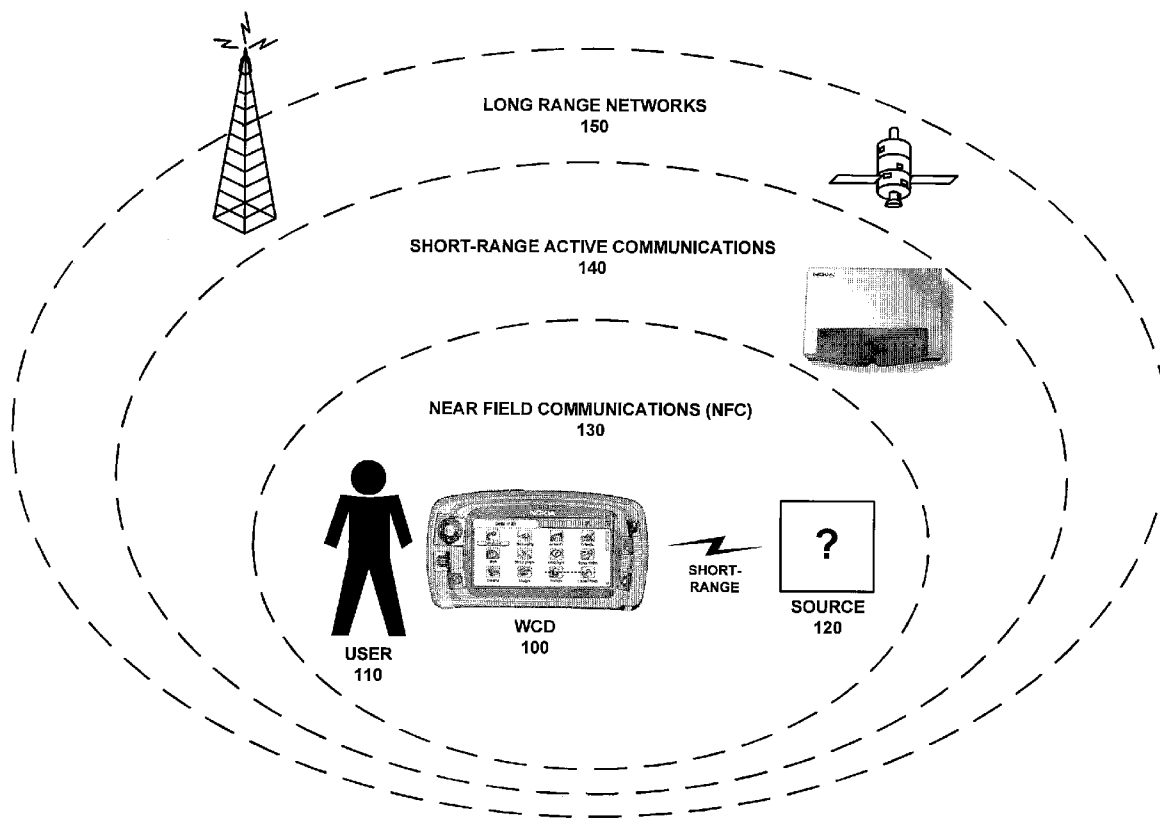 LONG RANGE NETWORKS
150
SHORT-RANGE ACTIVE COMMUNICATIONS
140
NOKIA
NEAR FIELD COMMUNICATIONS (NFC)
130
?
SHORT-
RANGE
SOURCE
120
WCD
100
USER
110